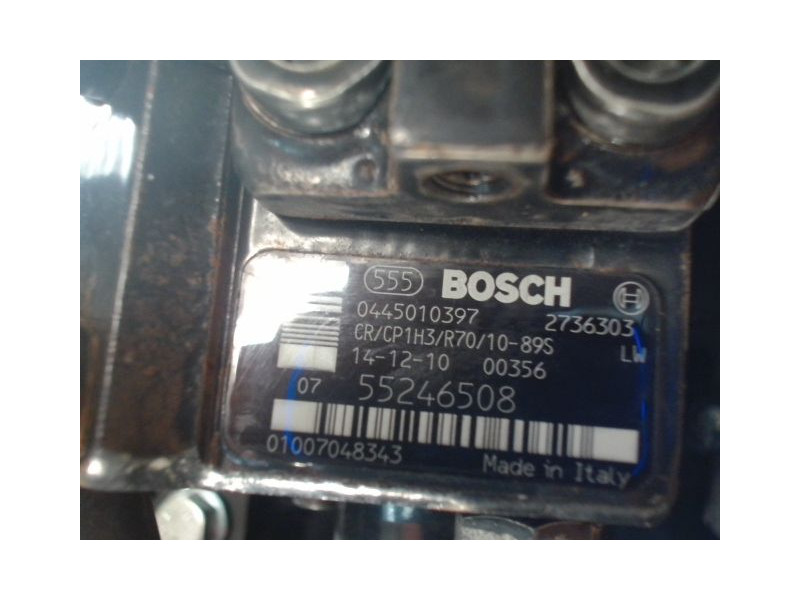 555 BOSCH
0445010397 2736303
CR/CP1H3/R70/10-89S
14-12-10 00356 LW
07 55246508
01007048343 Made in Italy